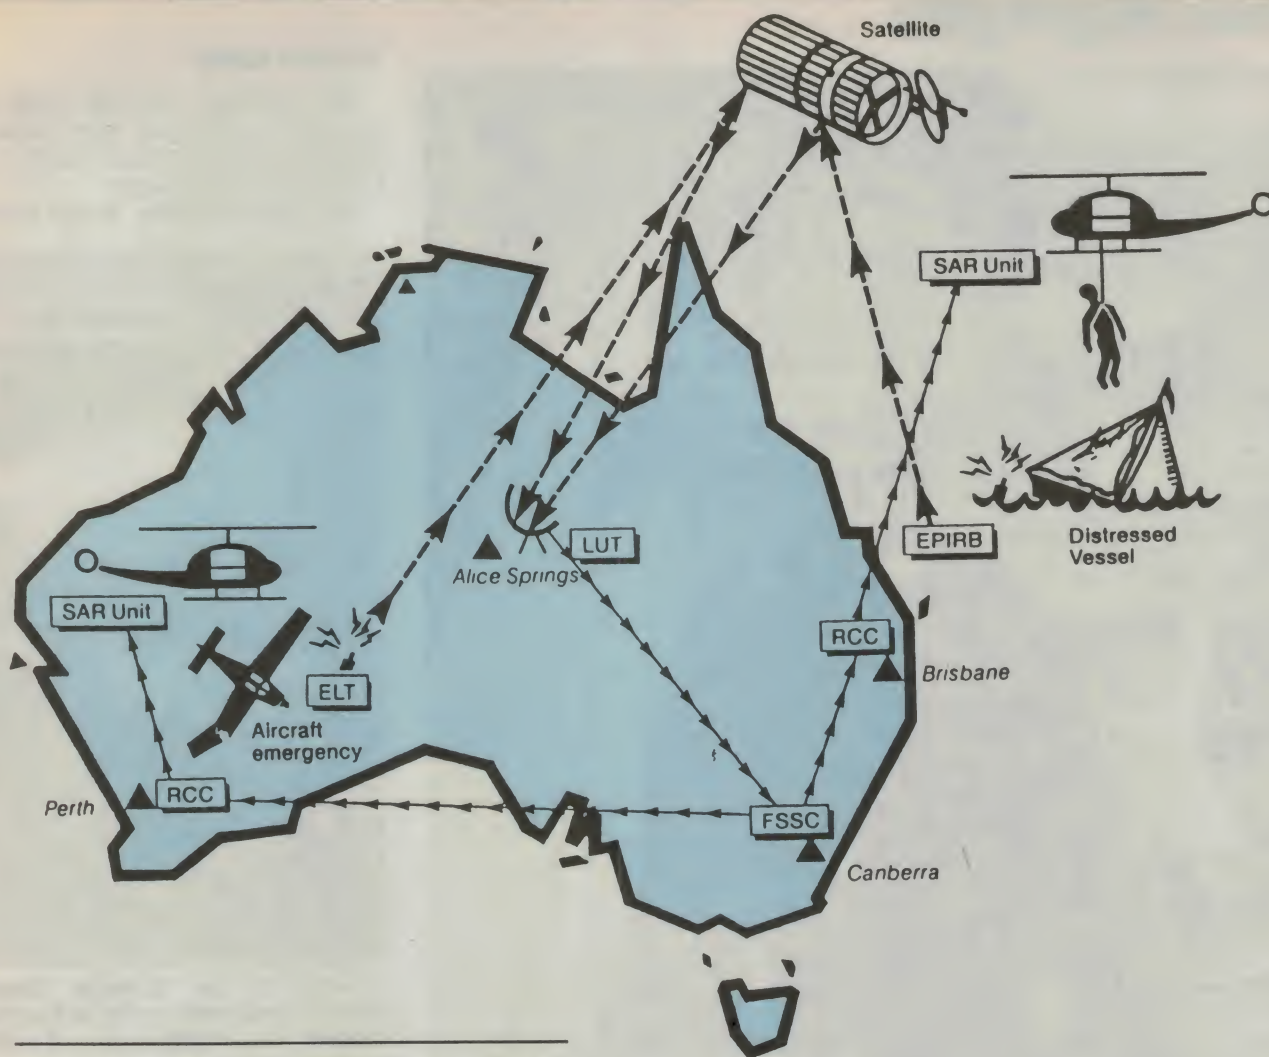 Satellite
SAR Unit
EPIRB
Distressed
Vessel
LUT
Alice Springs
SAR Unit
ELT
Aircraft
emergency
RCC
Brisbane
Perth
RCC
FSSC
Canberra